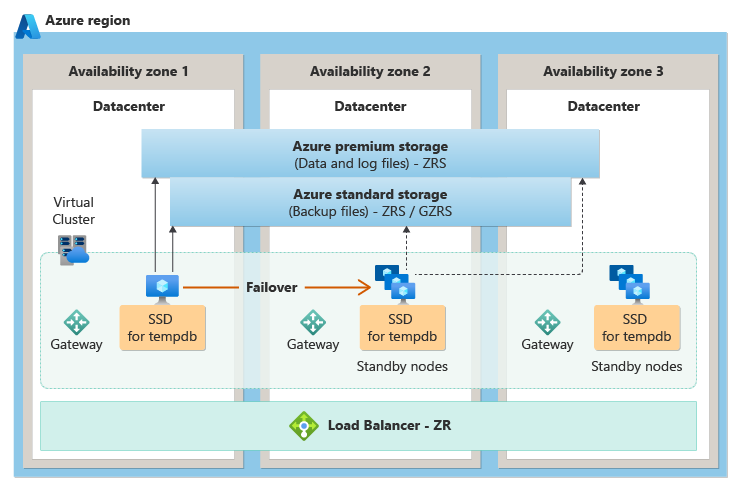 Azure region
Availability zone 1
Availability zone 2
Availability zone 3
Datacenter
Datacenter
Datacenter
Azure premium storage
(Data and log files) - ZRS
Azure standard storage
(Backup files) - ZRS / GZRS
Virtual
Cluster
Failover
Gateway
SSD
for tempdb
Gateway
SSD
for tempdb
Standby nodes
Gateway
SSD
for tempdb
Standby nodes
Load Balancer - ZR